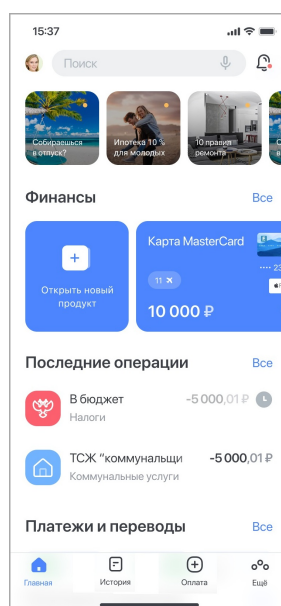 15:37
Поиск
Собираешься
в отпуск?
Ипотека 10 %
для молодых
10 правил
ремонта
Финансы
Все
Открыть новый
продукт
Карта MasterCard
11
10 000 ₽
•••• 23
Последние операции
Все
В бюджет
-5 000,01 ₽
Налоги
ТСЖ “коммунальщи
-5 000,01 ₽
Коммунальные услуги
Платежи и переводы
Все
Главная
История
Оплата
Ещё